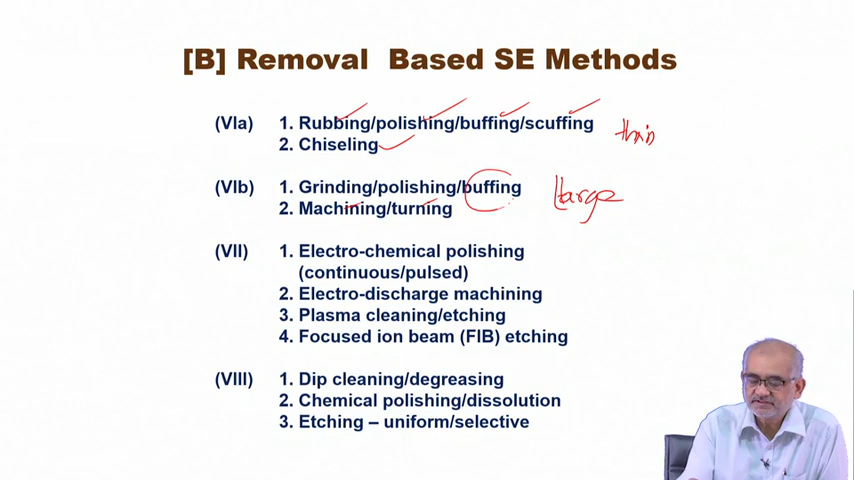 [B] Removal Based SE Methods
(VIa) 1. Rubbing/polishing/buffing/scuffing
2. Chiseling
thin
(VIb) 1. Grinding/polishing/buffing
2. Machining/turning
large
(VII) 1. Electro-chemical polishing
(continuous/pulsed)
2. Electro-discharge machining
3. Plasma cleaning/etching
4. Focused ion beam (FIB) etching
(VIII) 1. Dip cleaning/degreasing
2. Chemical polishing/dissolution
3. Etching – uniform/selective